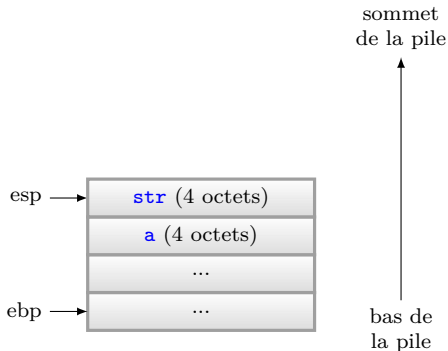 sommet
de la pile
esp
str (4 octets)
a (4 octets)
...
ebp
...
bas de
la pile